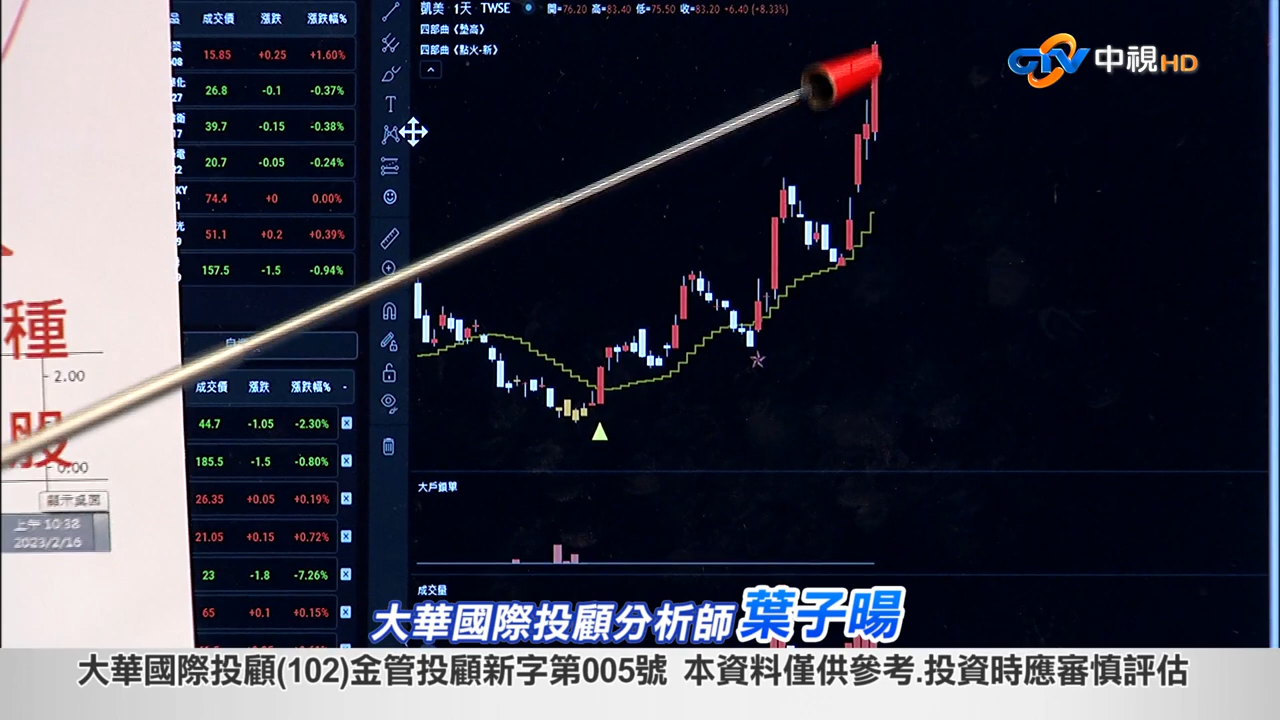 凱美・1天 TWSE 開=76.20 高=83.40 低=75.50 收=83.20 -6.40 (-8.33%)
四部曲《墊高》
四部曲《點火-新》
CTV 中視HD
品 成交價 漲跌 漲跌幅%
15.85 +0.25 +1.60%
26.8 -0.1 -0.37%
39.7 -0.15 -0.38%
20.7 -0.05 -0.24%
KY 74.4 +0 0.00%
光 51.1 +0.2 +0.39%
157.5 -1.5 -0.94%
種
股
2.00
0.00
顯示桌面
上午 10:38
2023/2/16
成交價 漲跌 漲跌幅% -
44.7 -1.05 -2.30%
185.5 -1.5 -0.80%
26.35 +0.05 +0.19%
21.05 +0.15 +0.72%
23 -1.8 -7.26%
65 +0.1 +0.15%
大戶鎖單
成交量
大華國際投顧分析師 葉子暘
大華國際投顧(102)金管投顧新字第005號 本資料僅供參考.投資時應審慎評估